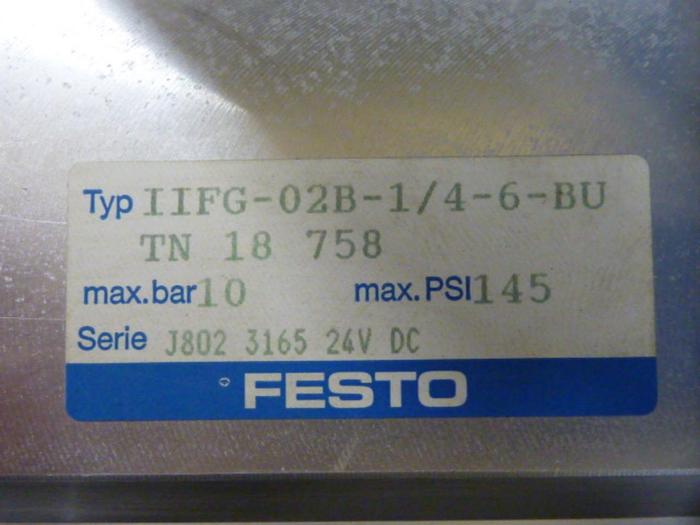 Typ IIFG-02B-1/4-6-BU
TN 18 758
max.bar 10 max.PSI 145
Serie J802 3165 24V DC
FESTO